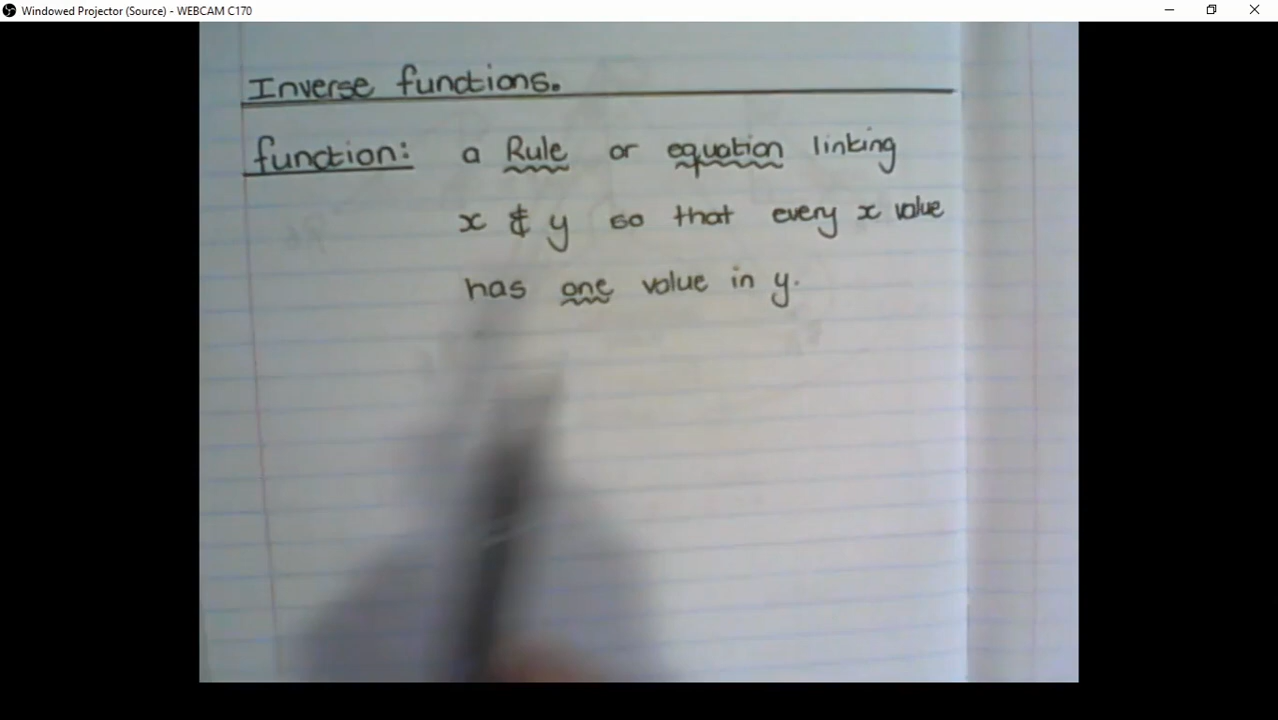 Windowed Projector (Source) - WEBCAM C170
Inverse functions.
function: a Rule or equation linking
x & y so that every x value
has one value in y.